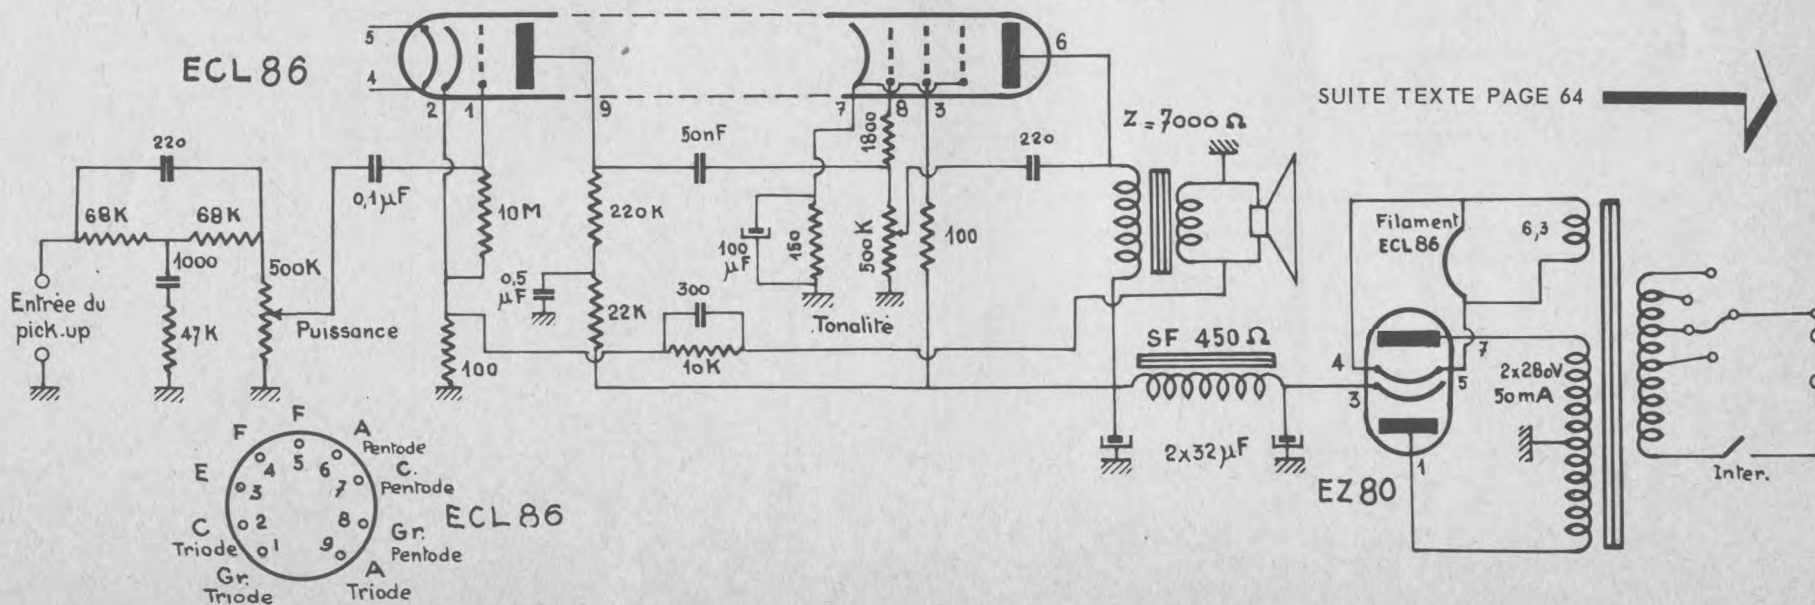 ECL86
5
4
2
1
9
7
8
3
6
SUITE TEXTE PAGE 64
220
68K
68K
1000
47K
500K
Puissance
Entrée du
pick-up
0,1µF
10M
100
220K
0,5
µF
22K
50nF
300
10K
100
µF
150
1800
500K
Tonalité
100
220
Z = 7000 Ω
SF 450 Ω
2x32µF
Filament
ECL86
6,3
4
5
3
7
1
2x280V
50mA
EZ80
Inter.
F
F
A
Pentode
C.
Pentode
E
C
Triode
Gr.
Triode
A
Triode
Gr.
Pentode
1
2
3
4
5
6
7
8
9
ECL86